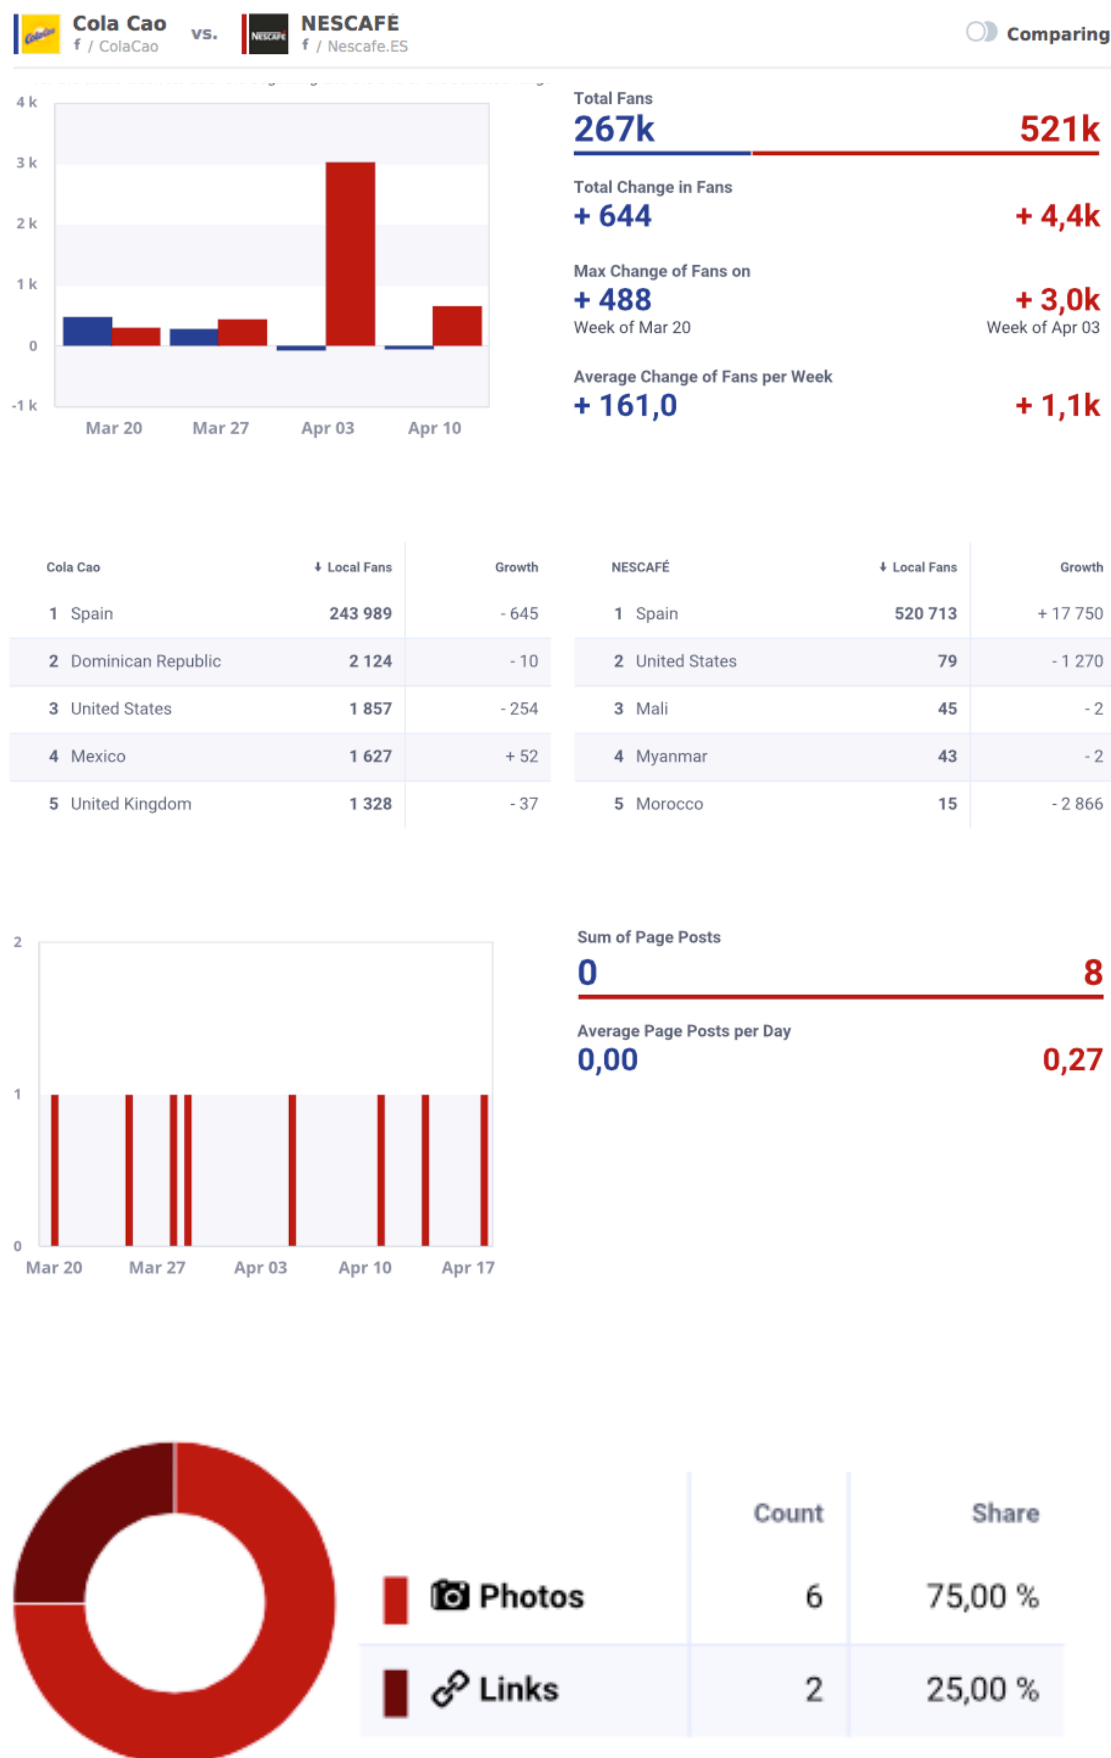 Cola Cao
f / ColaCao
vs.
NESCAFÉ
f / Nescafe.ES
Comparing
4 k
3 k
2 k
1 k
0
-1 k
Mar 20 Mar 27 Apr 03 Apr 10
Total Fans
267k 521k
Total Change in Fans
+ 644 + 4,4k
Max Change of Fans on
+ 488 + 3,0k
Week of Mar 20 Week of Apr 03
Average Change of Fans per Week
+ 161,0 + 1,1k
Cola Cao Local Fans Growth
1 Spain 243 989 - 645
2 Dominican Republic 2 124 - 10
3 United States 1 857 - 254
4 Mexico 1 627 + 52
5 United Kingdom 1 328 - 37
NESCAFÉ Local Fans Growth
1 Spain 520 713 + 17 750
2 United States 79 - 1 270
3 Mali 45 - 2
4 Myanmar 43 - 2
5 Morocco 15 - 2 866
2
1
0
Mar 20 Mar 27 Apr 03 Apr 10 Apr 17
Sum of Page Posts
0 8
Average Page Posts per Day
0,00 0,27
Count Share
Photos 6 75,00 %
Links 2 25,00 %